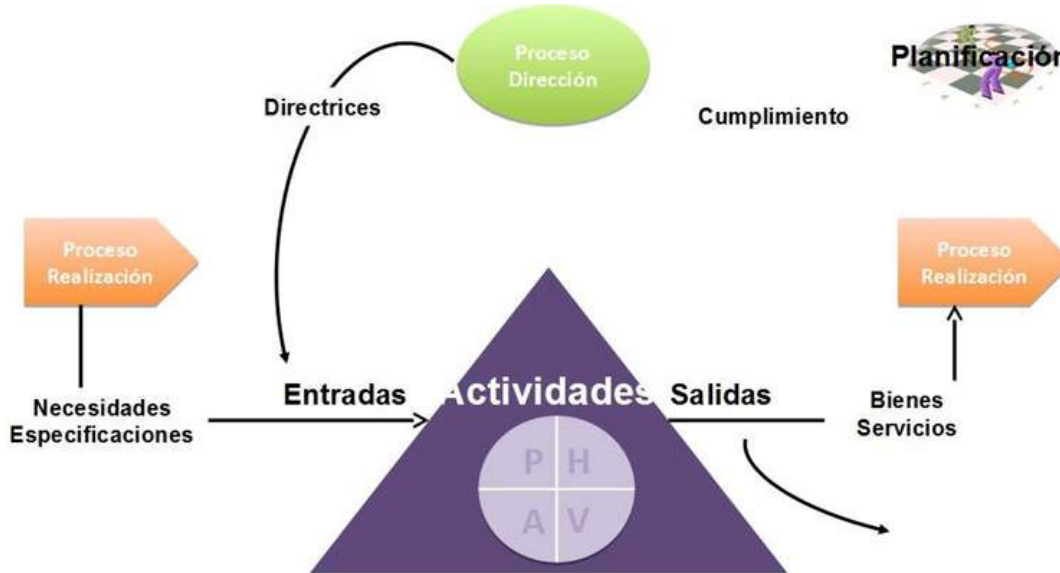 Proceso
Dirección
Planificación
Directrices
Cumplimiento
Proceso
Realización
Proceso
Realización
Entradas
Actividades
Salidas
Necesidades
Especificaciones
Bienes
Servicios
P H
A V